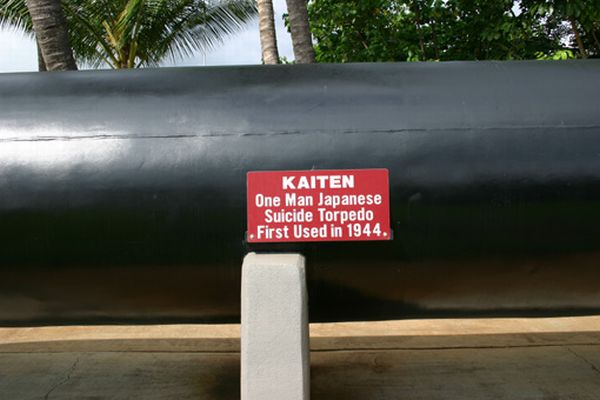 KAITEN
One Man Japanese
Suicide Torpedo
First Used in 1944.